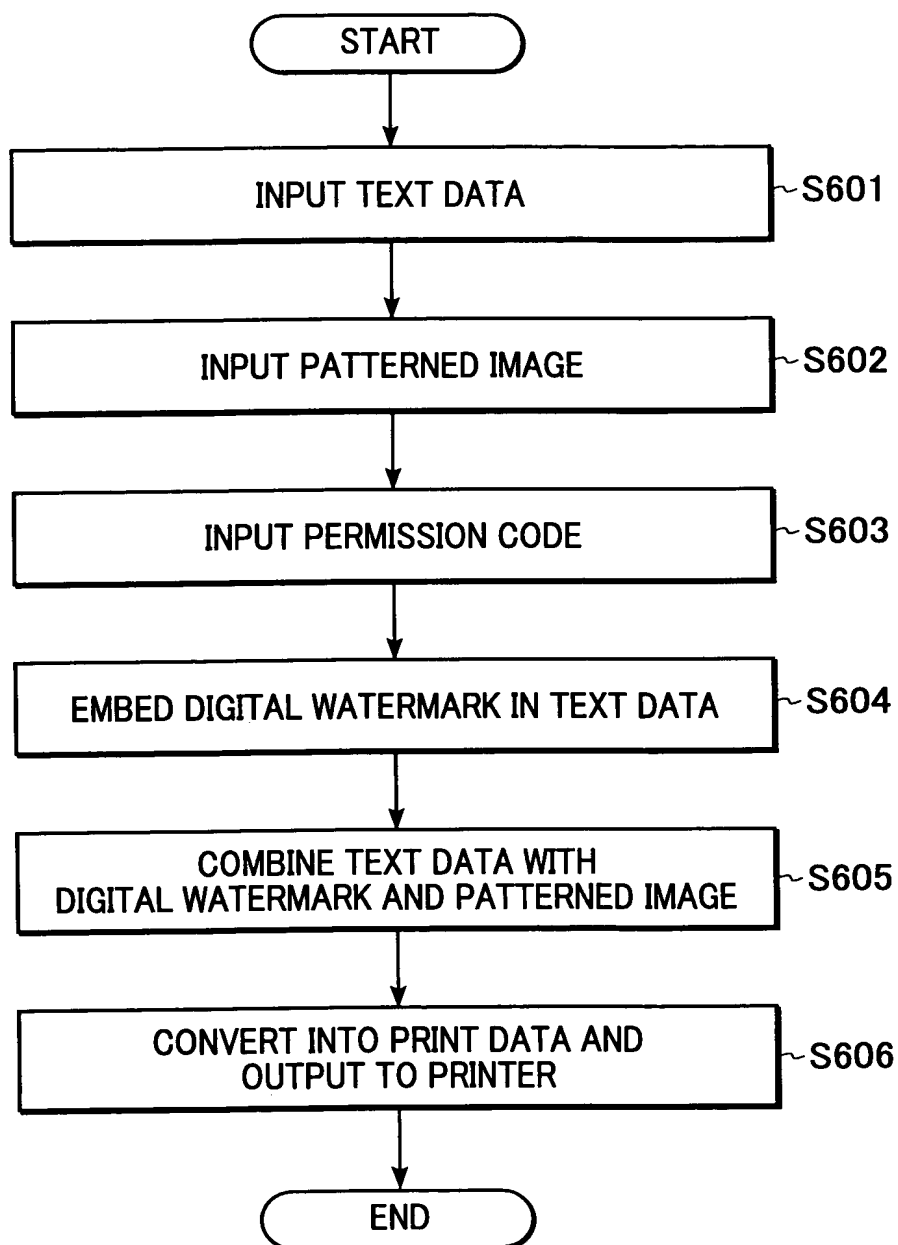 START
INPUT TEXT DATA
S601
INPUT PATTERNED IMAGE
S602
INPUT PERMISSION CODE
S603
EMBED DIGITAL WATERMARK IN TEXT DATA
S604
COMBINE TEXT DATA WITH
DIGITAL WATERMARK AND PATTERNED IMAGE
S605
CONVERT INTO PRINT DATA AND
OUTPUT TO PRINTER
S606
END